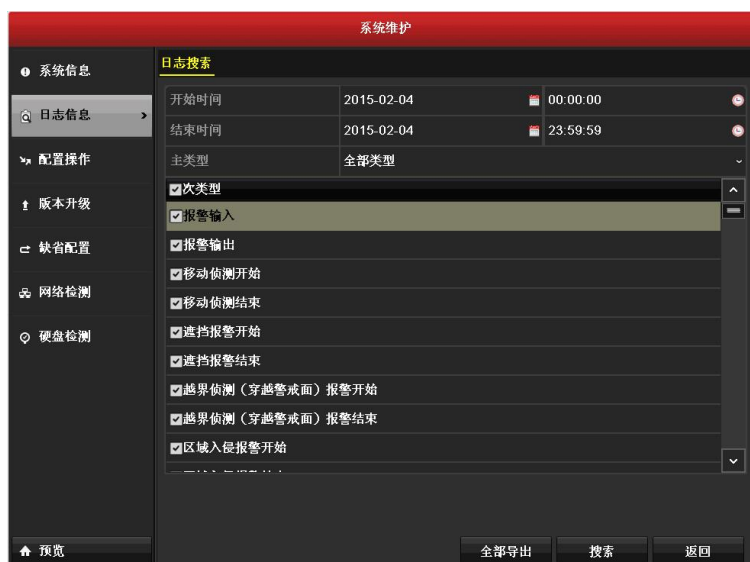 系统维护
系统信息
日志信息
配置操作
版本升级
缺省配置
网络检测
硬盘检测
预览
日志搜索
开始时间 2015-02-04 00:00:00
结束时间 2015-02-04 23:59:59
主类型 全部类型
次类型
报警输入
报警输出
移动侦测开始
移动侦测结束
遮挡报警开始
遮挡报警结束
越界侦测（穿越警戒面）报警开始
越界侦测（穿越警戒面）报警结束
区域入侵报警开始
全部导出 搜索 返回